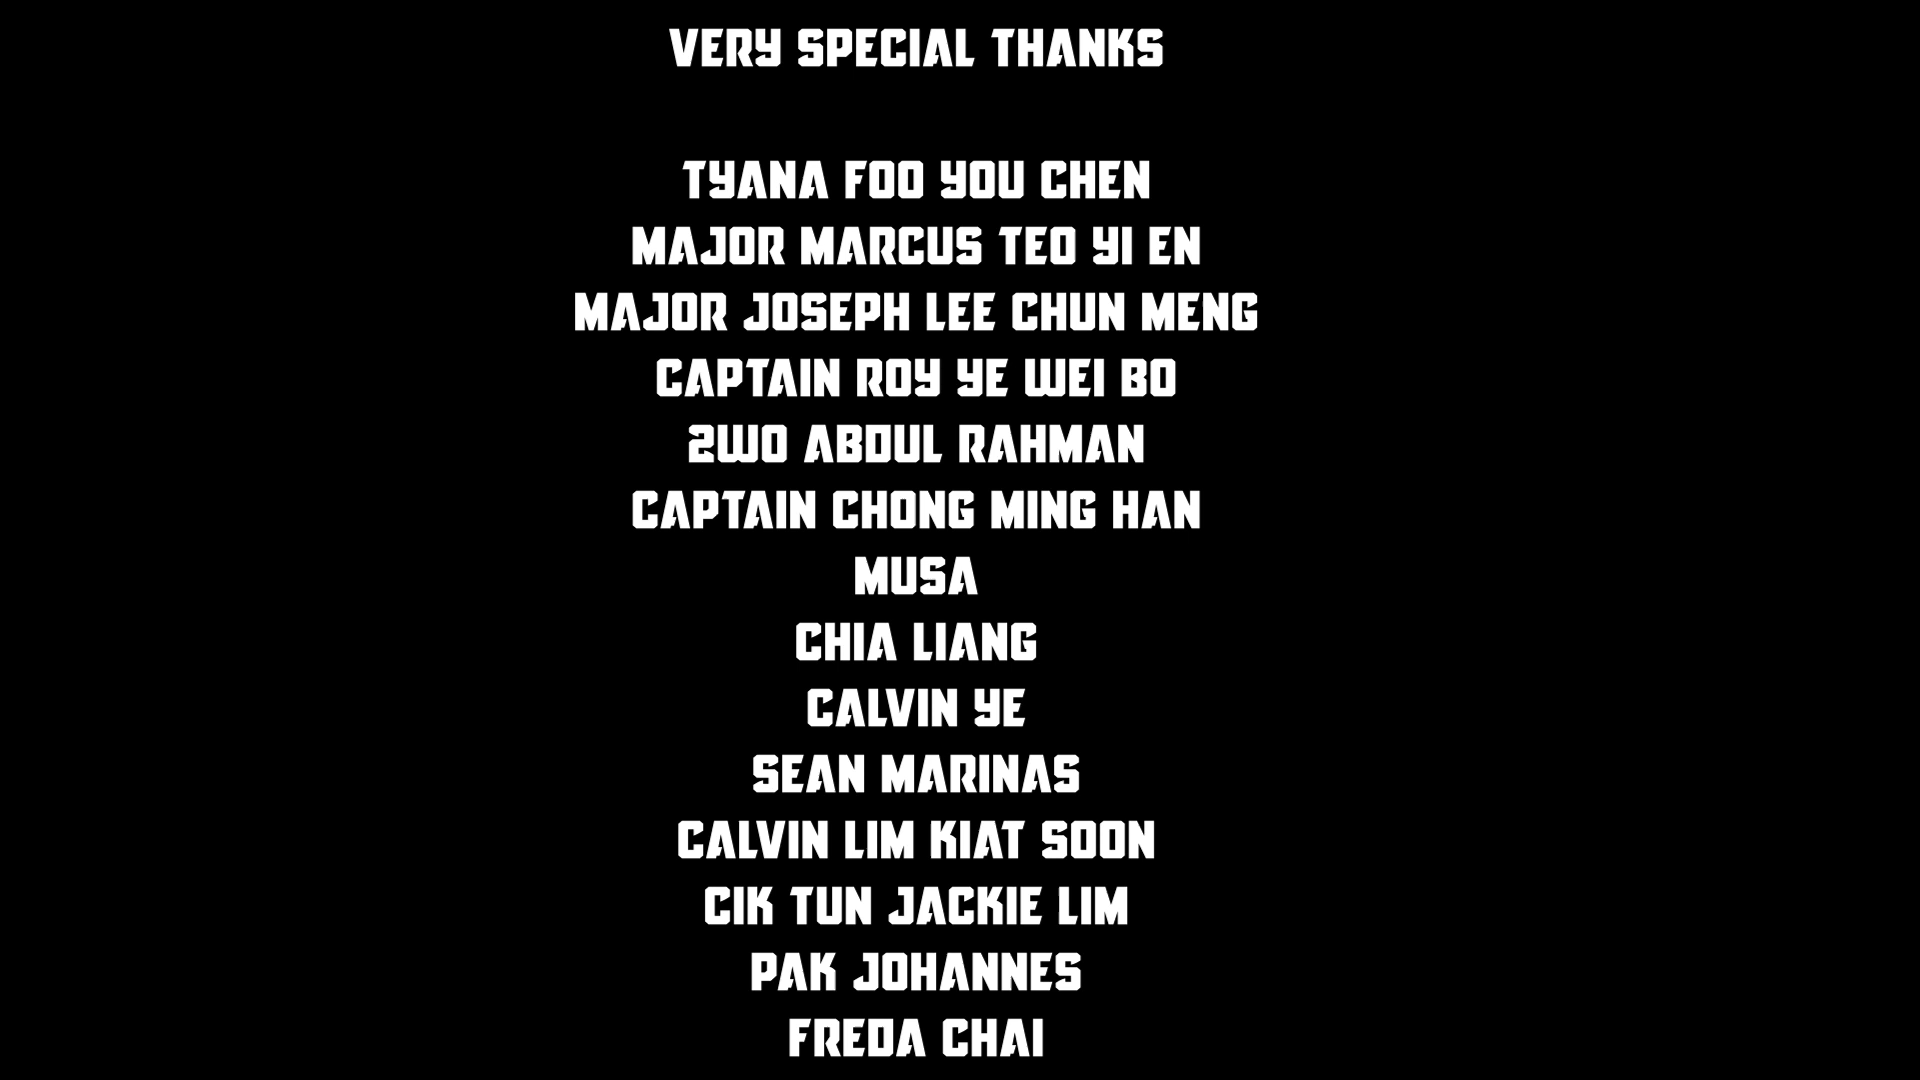 VERY SPECIAL THANKS
TYANA FOO YOU CHEN
MAJOR MARCUS TEO YI EN
MAJOR JOSEPH LEE CHUN MENG
CAPTAIN ROY YE WEI BO
2WO ABDUL RAHMAN
CAPTAIN CHONG MING HAN
MUSA
CHIA LIANG
CALVIN YE
SEAN MARINAS
CALVIN LIM KIAT SOON
CIK TUN JACKIE LIM
PAK JOHANNES
FREDA CHAI